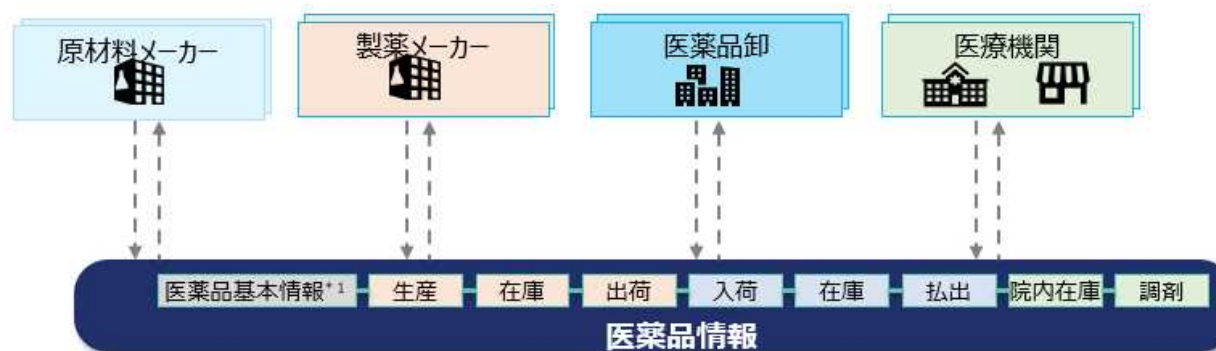 原材料メーカー
製薬メーカー
医薬品卸
医療機関
医薬品基本情報*1
生産
在庫
出荷
入荷
在庫
払出
院内在庫
調剤
医薬品情報